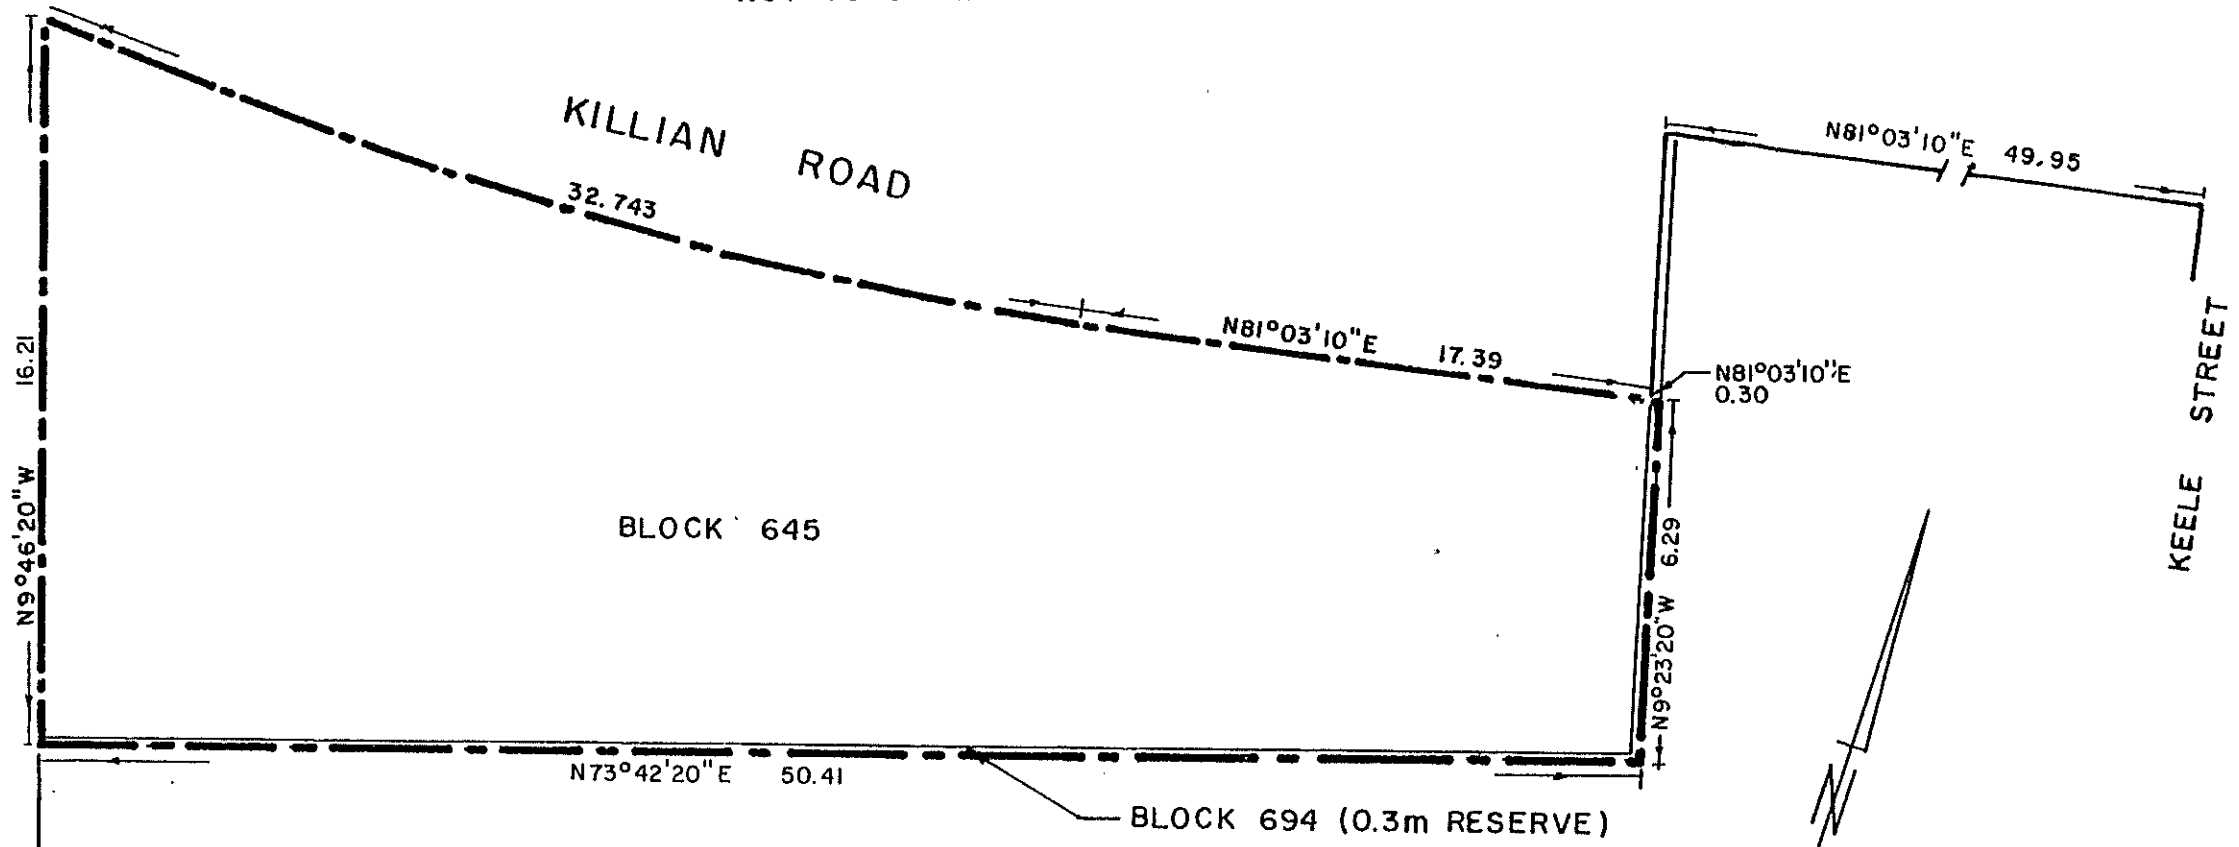 KILLIAN ROAD
N81°03'10"E 49.95
32.743
N81°03'10"E 17.39
N81°03'10"E
0.30
16.21
N9°46'20"W
BLOCK 645
6.29
N9°23'20"W
KEELE STREET
N73°42'20"E 50.41
BLOCK 694 (0.3m RESERVE)
N